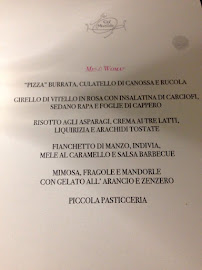 Menù Woman
"PIZZA" BURRATA, CULATELLO DI CANOSSA E RUCOLA
GIRELLO DI VITELLO IN ROSA CON INSALATINA DI CARCIOFI,
SEDANO RAPA E FOGLIE DI CAPPERO
RISOTTO AGLI ASPARAGI, CREMA AI TRE LATTI,
LIQUIRIZIA E ARACHIDI TOSTATE
FIANCHETTO DI MANZO, INDIVIA,
MELE AL CARAMELLO E SALSA BARBECUE
MIMOSA, FRAGOLE E MANDORLE
CON GELATO ALL' ARANCIO E ZENZERO
PICCOLA PASTICCERIA